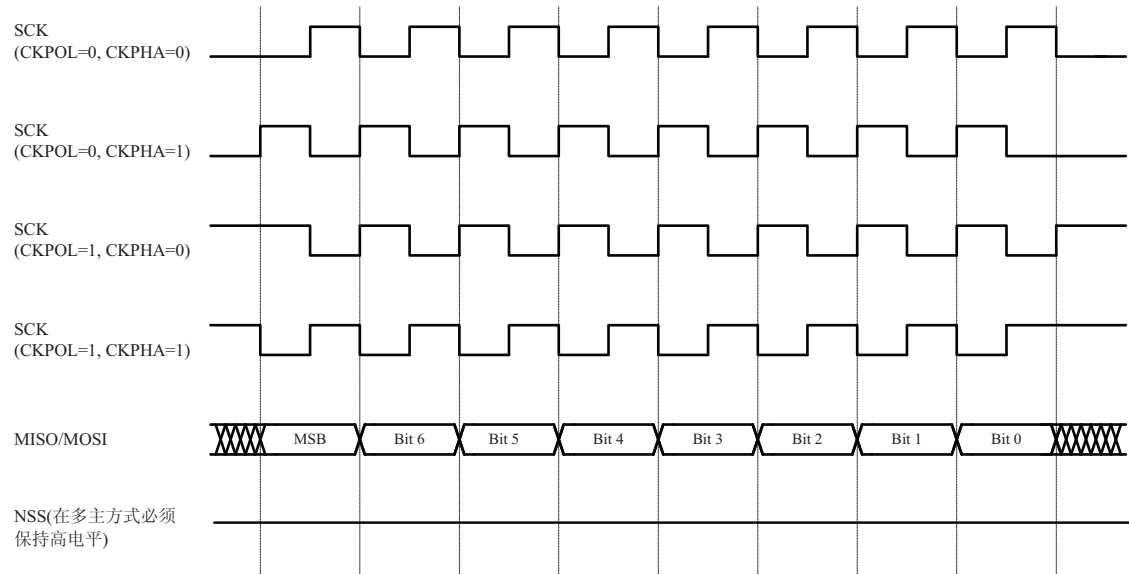 SCK
(CKPOL=0, CKPHA=0)
SCK
(CKPOL=0, CKPHA=1)
SCK
(CKPOL=1, CKPHA=0)
SCK
(CKPOL=1, CKPHA=1)
MISO/MOSI
MSB Bit 6 Bit 5 Bit 4 Bit 3 Bit 2 Bit 1 Bit 0
NSS(在多主方式必须
保持高电平)